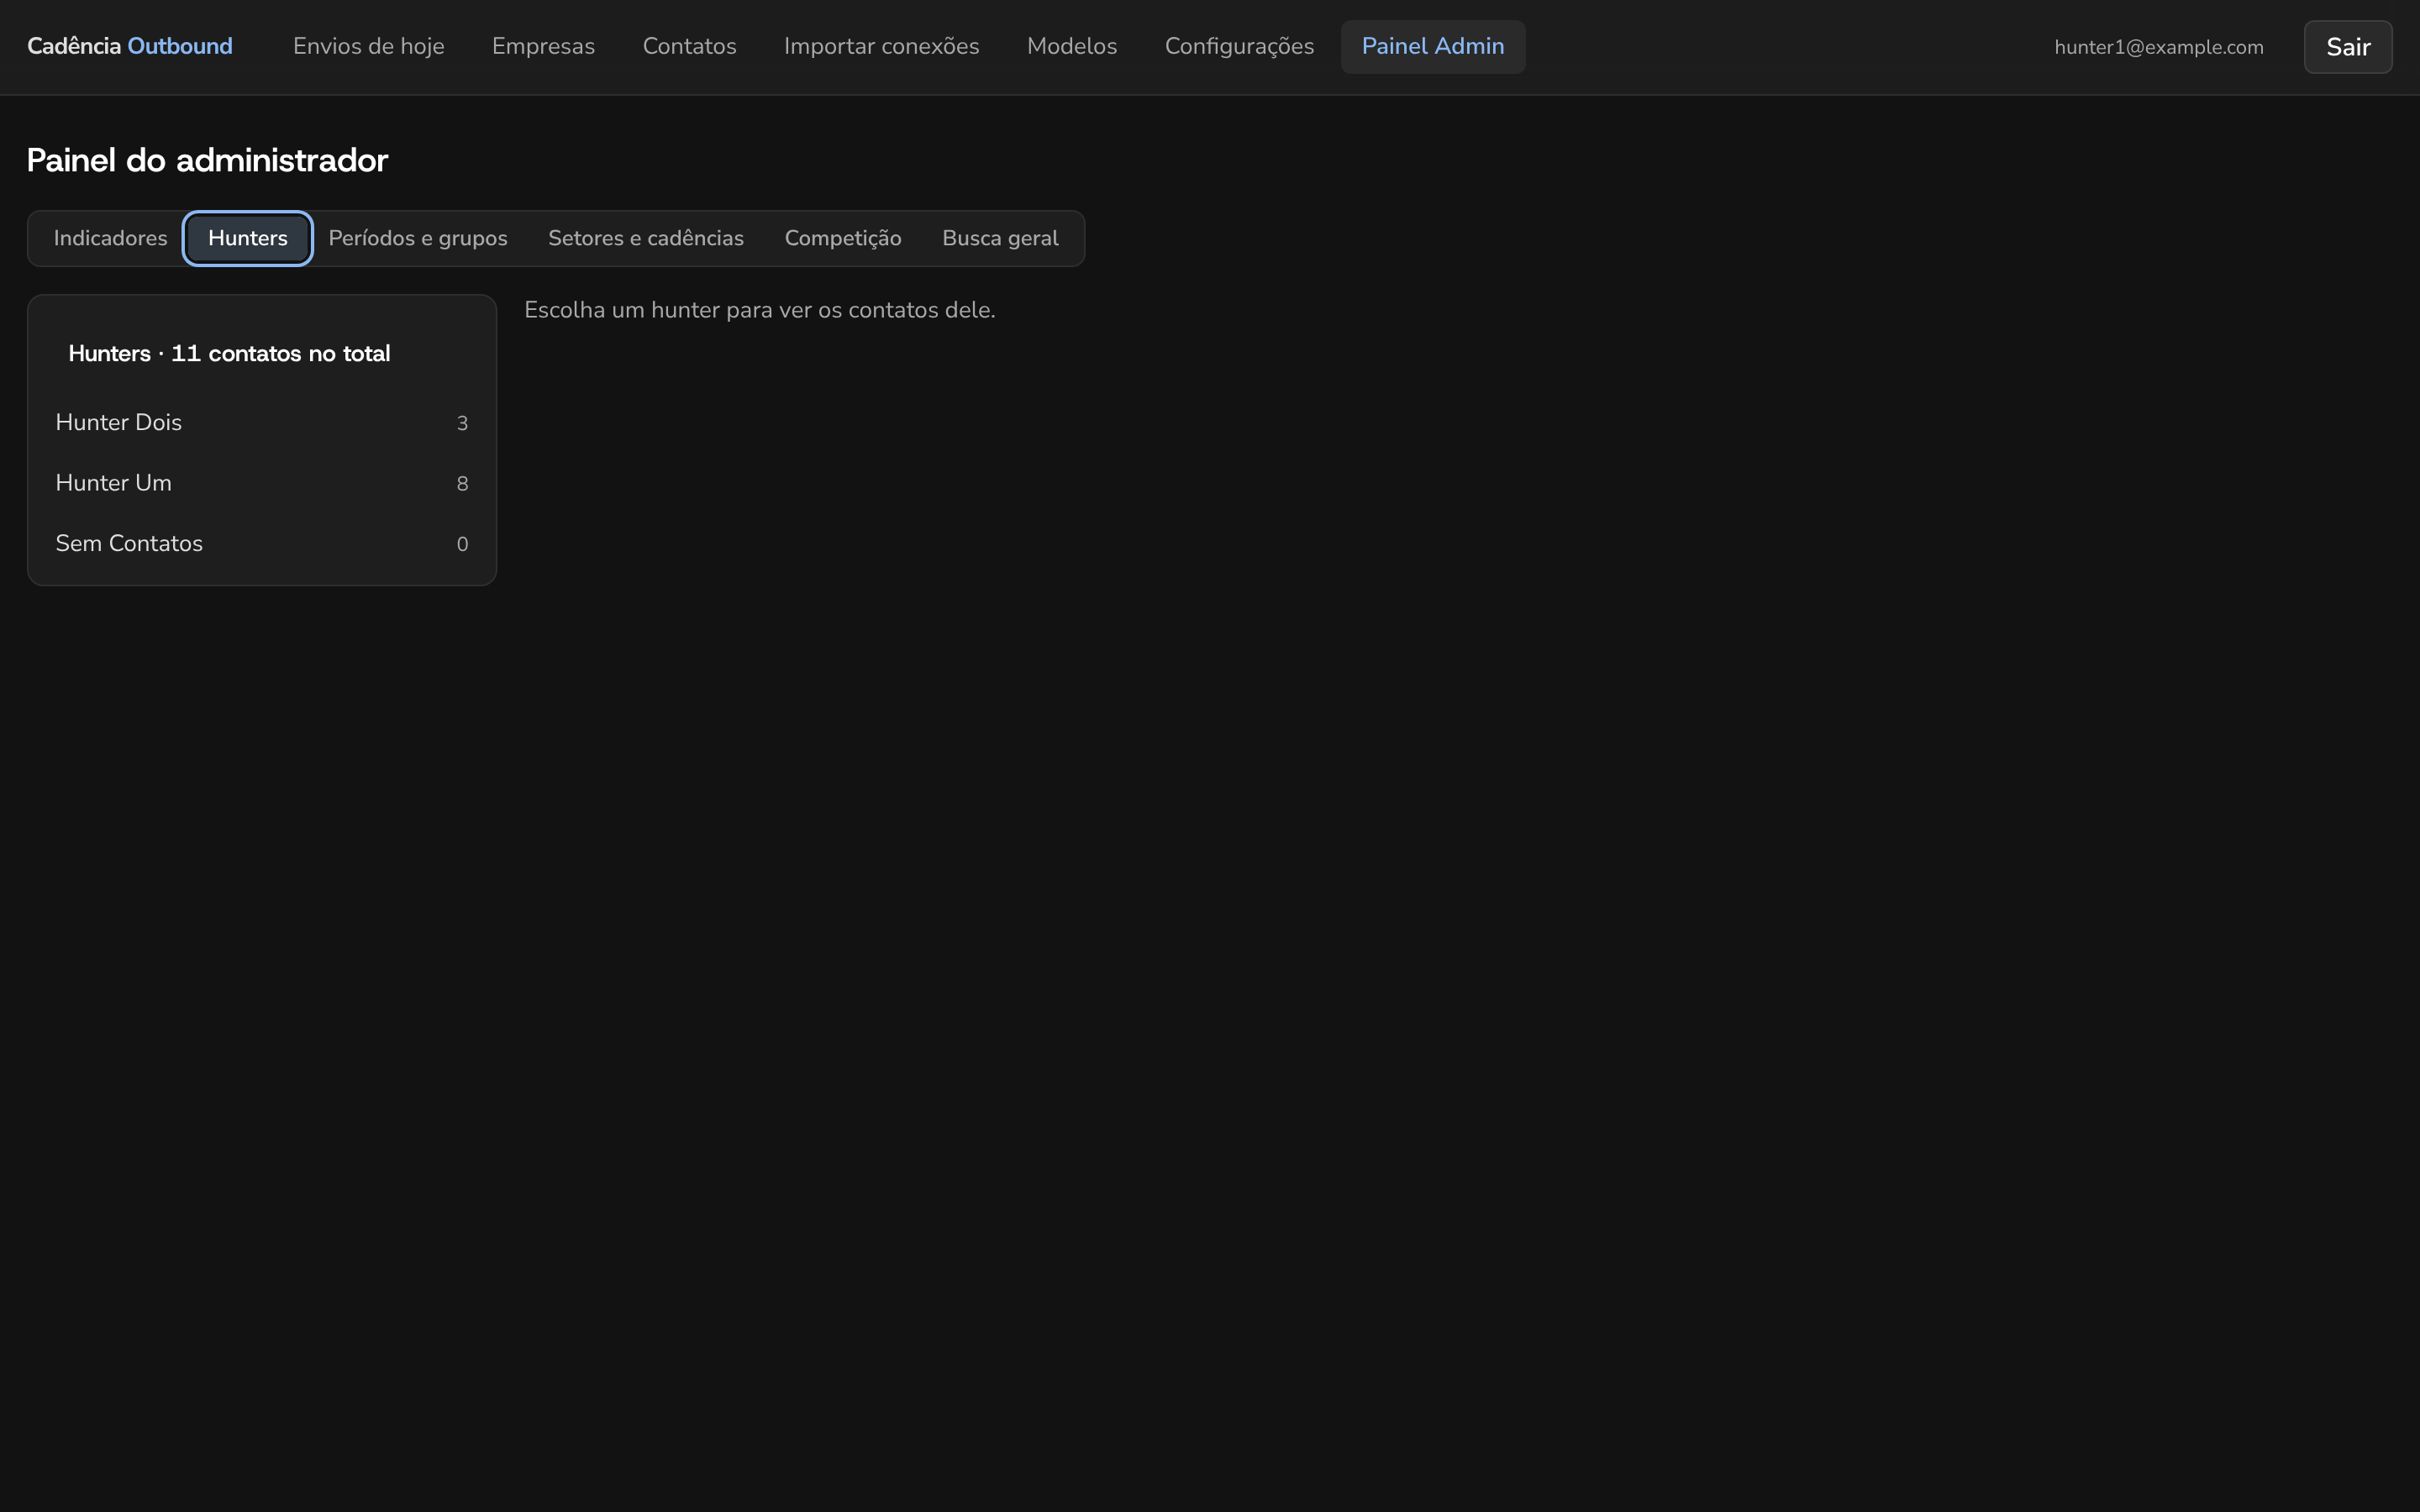 Cadência Outbound Envios de hoje Empresas Contatos Importar conexões Modelos Configurações Painel Admin hunter1@example.com Sair
Painel do administrador
Indicadores Hunters Períodos e grupos Setores e cadências Competição Busca geral
Hunters · 11 contatos no total
Hunter Dois 3
Hunter Um 8
Sem Contatos 0
Escolha um hunter para ver os contatos dele.